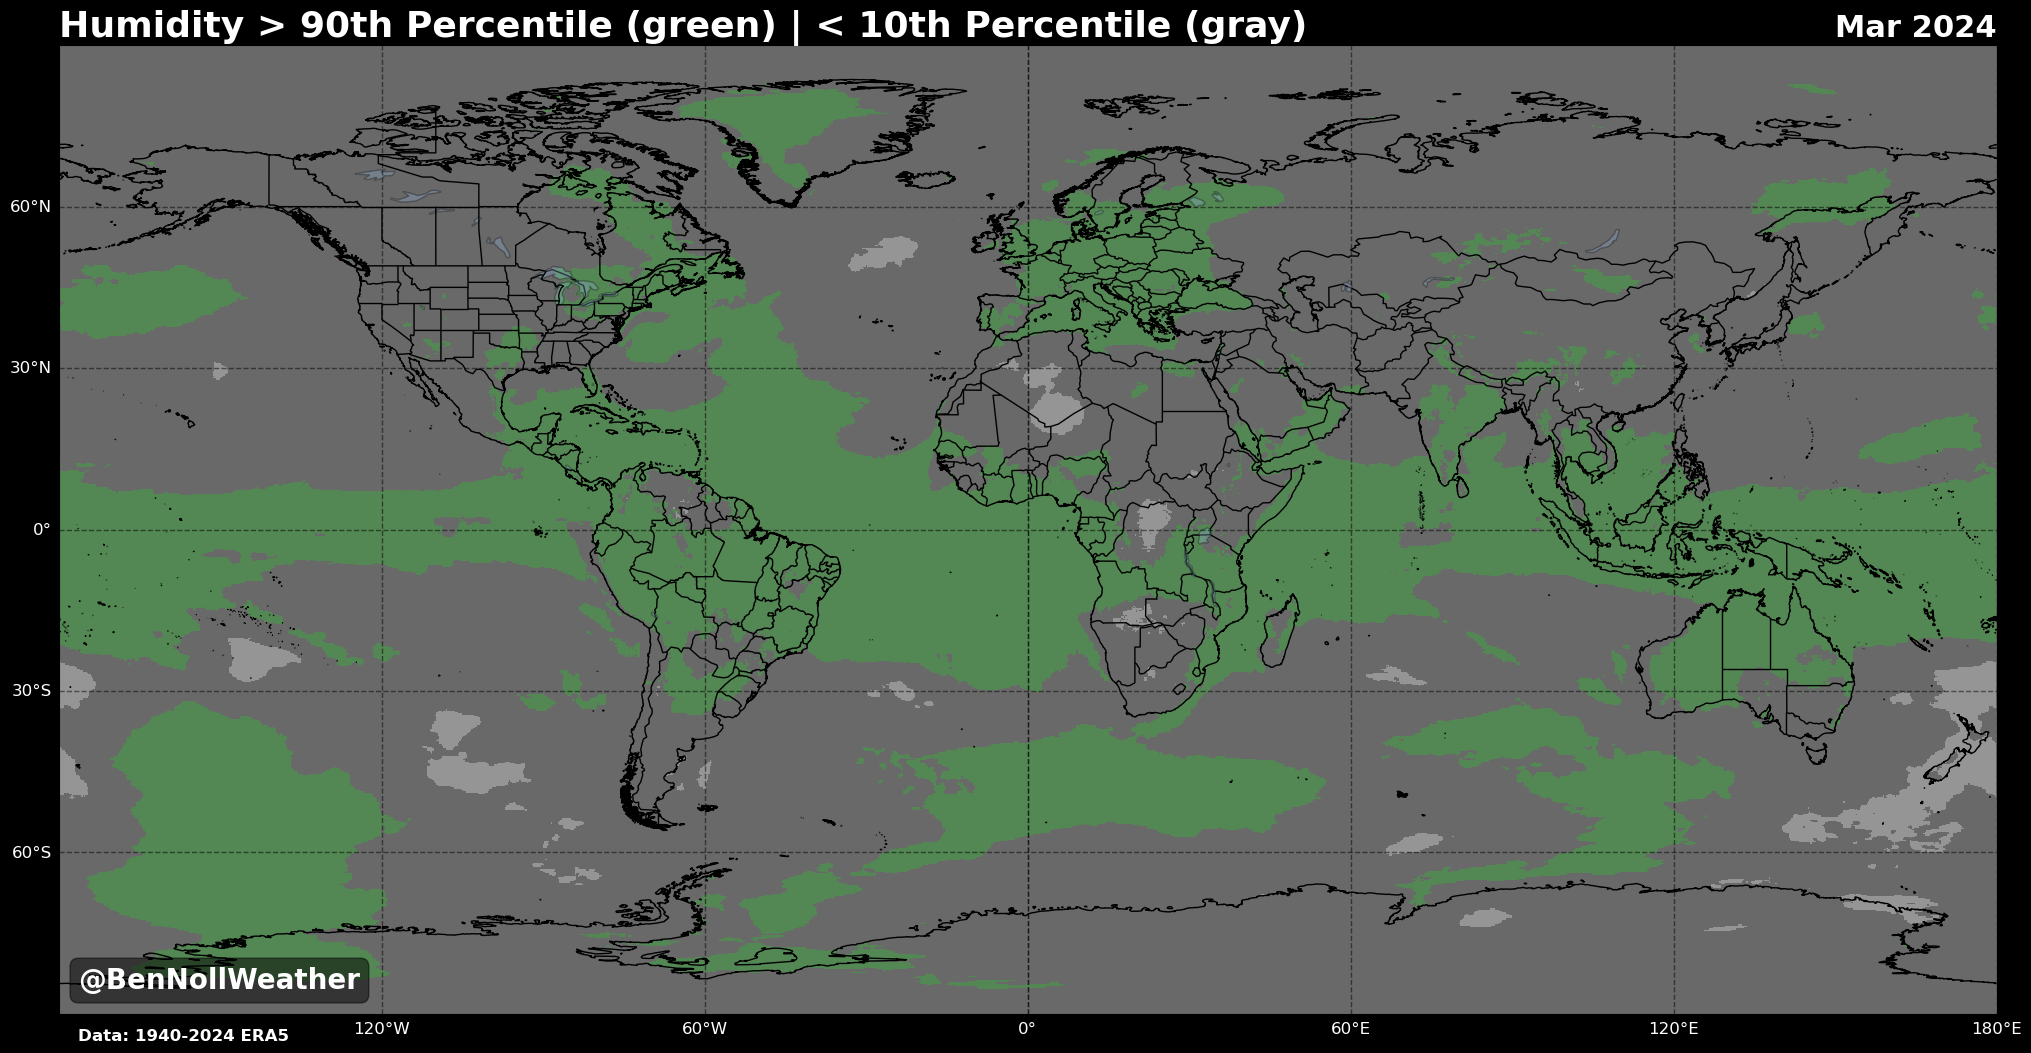 Humidity > 90th Percentile (green) | < 10th Percentile (gray)
Mar 2024
60°N
30°N
0°
30°S
60°S
@BenNollWeather
120°W
60°W
0°
60°E
120°E
180°E
Data: 1940-2024 ERA5